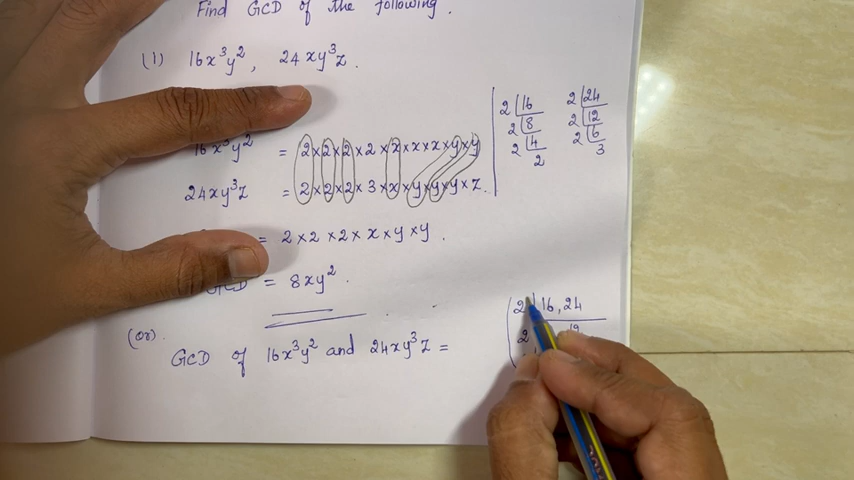 Find GCD of the following.
(1) 16x³y², 24xy³z.
16x³y² = 2×2×2×2×x×x×x×y×y
24xy³z = 2×2×2×3×x×y×y×y×z.
2 | 16
2 | 8
2 | 4
2
2 | 24
2 | 12
2 | 6
3
= 2×2×2×x×y×y.
GCD = 8xy².
(or).
GCD of 16x³y² and 24xy³z =
2 | 16, 24
2 12